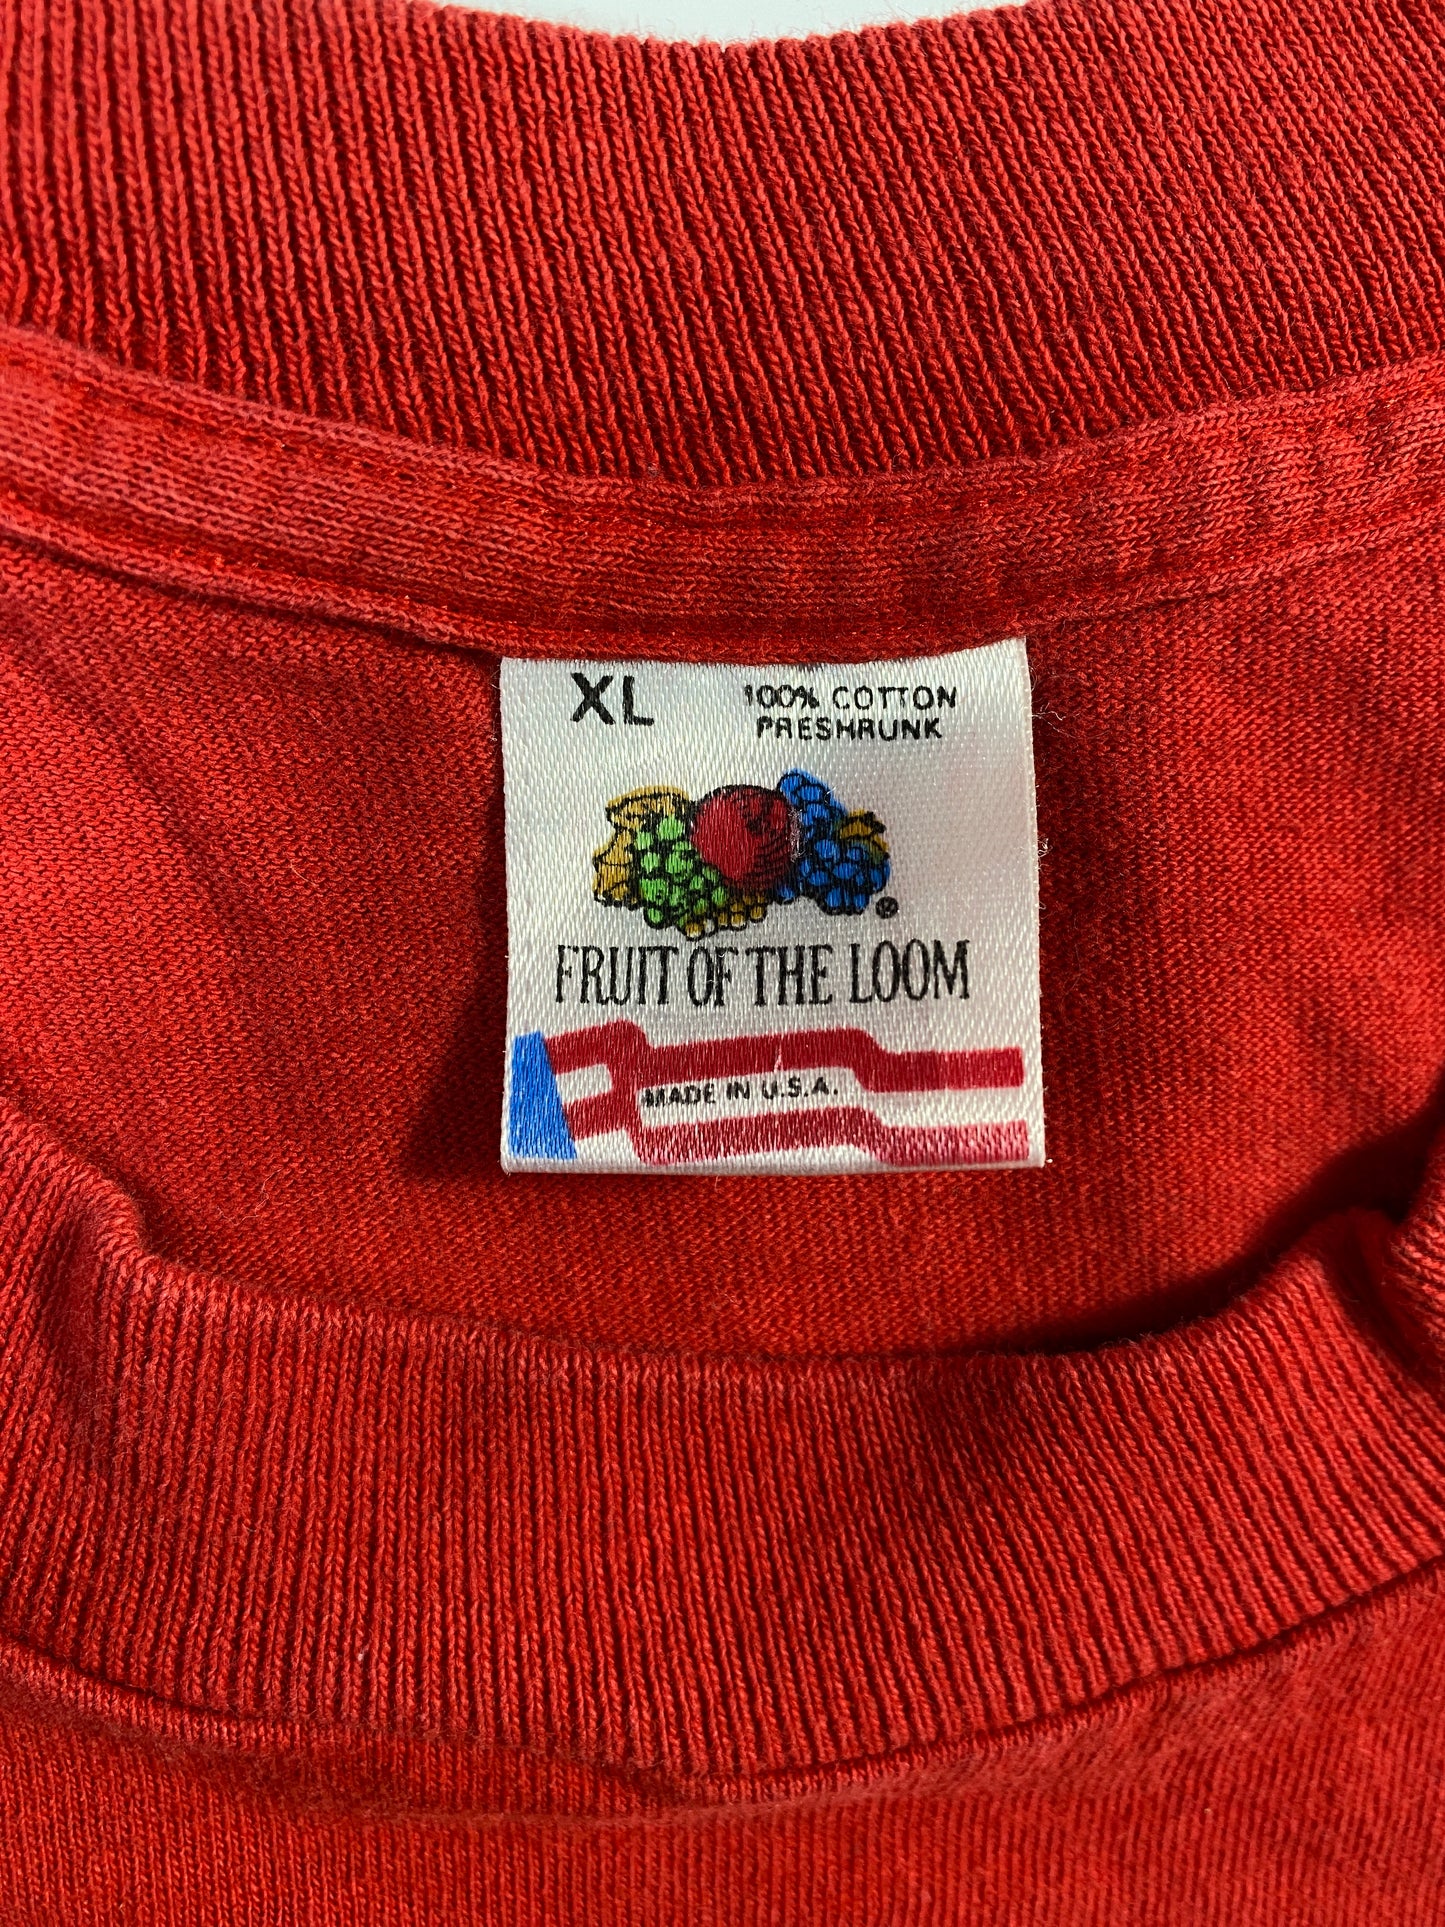 XL
100% COTTON
PRESHRUNK
®
FRUIT OF THE LOOM
MADE IN U.S.A.